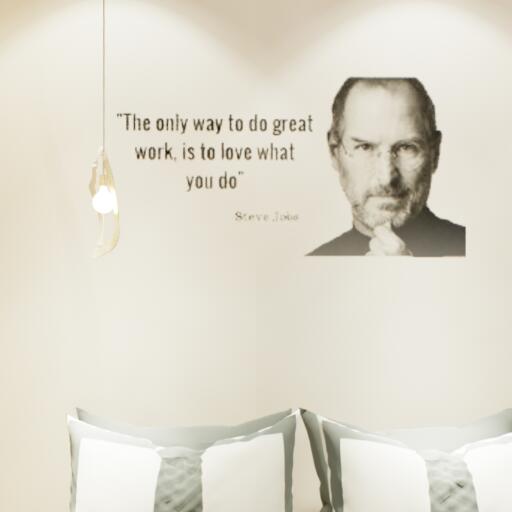 "The only way to do great
work, is to love what
you do"
Steve Jobs